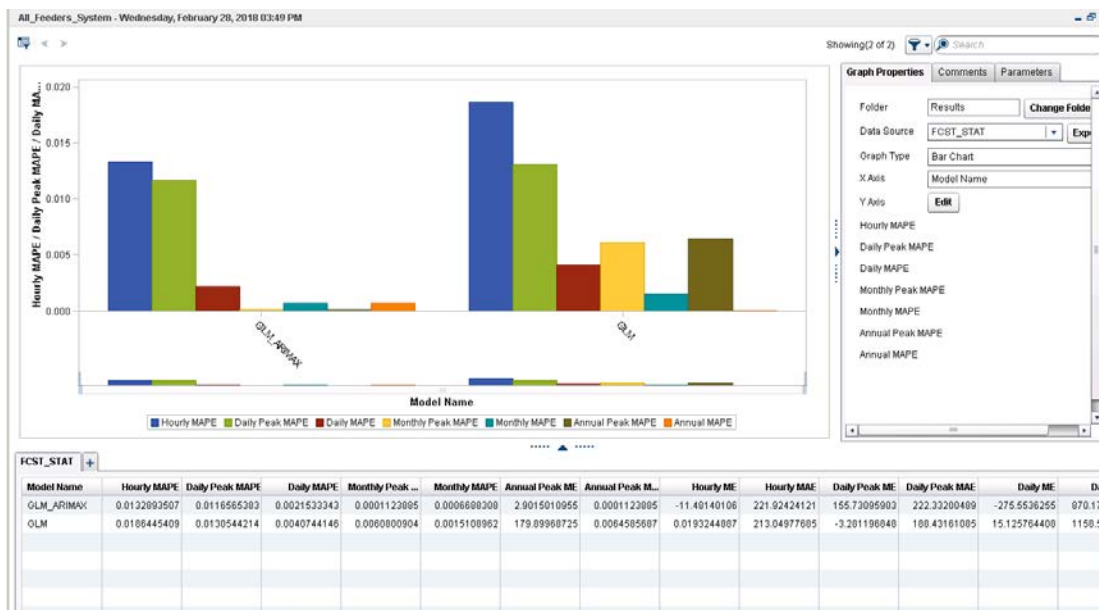 All_Feeders_System - Wednesday, February 28, 2018 03:49 PM
Showing(2 of 2) Search
Graph Properties Comments Parameters
Folder Results Change Folde
Data Source FCST_STAT Exp
Graph Type Bar Chart
X Axis Model Name
Y Axis Edit
Hourly MAPE
Daily Peak MAPE
Daily MAPE
Monthly Peak MAPE
Monthly MAPE
Annual Peak MAPE
Annual MAPE
Hourly MAPE / Daily Peak MAPE / Daily MA...
0.020
0.015
0.010
0.005
0.000
GLM_ARIMAX
GLM
Model Name
Hourly MAPE Daily Peak MAPE Daily MAPE Monthly Peak MAPE Monthly MAPE Annual Peak MAPE Annual MAPE
FCST_STAT +
Model Name Hourly MAPE Daily Peak MAPE Daily MAPE Monthly Peak ... Monthly MAPE Annual Peak ME Annual Peak M... Hourly ME Hourly MAE Daily Peak ME Daily Peak MAE Daily ME D
GLM_ARIMAX 0.0132893507 0.0116565383 0.0021533343 0.0001123885 0.0006688308 2.9015010955 0.0001123885 -11.48140106 221.92424121 155.73095903 222.33200489 -275.5536255 870.17
GLM 0.0186445409 0.0130544214 0.0040744146 0.0060800904 0.0015108962 179.89968725 0.0064585687 0.0193244887 213.04977685 -3.281196848 188.43161085 15.125764408 1158.5